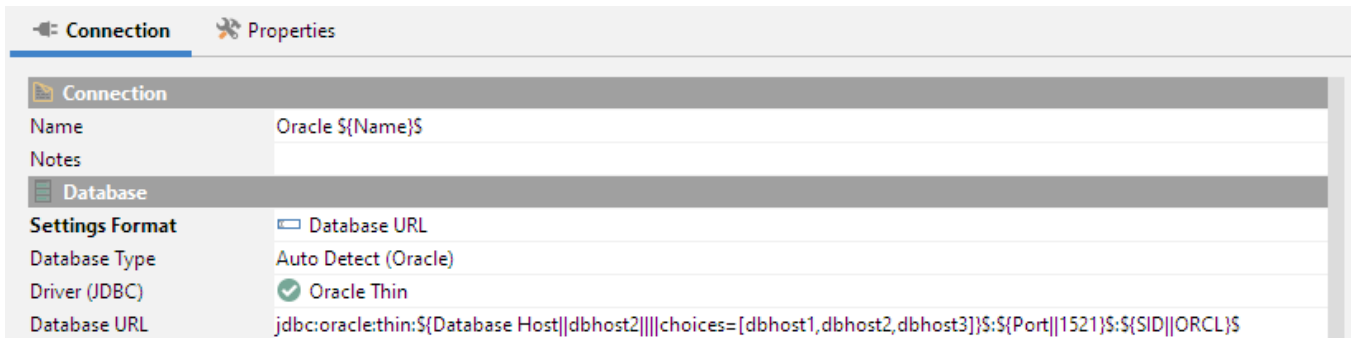 Connection Properties
Connection
Name Oracle ${Name}$
Notes
Database
Settings Format Database URL
Database Type Auto Detect (Oracle)
Driver (JDBC) Oracle Thin
Database URL jdbc:oracle:thin:${Database Host||dbhost2||||choices=[dbhost1,dbhost2,dbhost3]}$:${Port||1521}$:${SID||ORCL}$